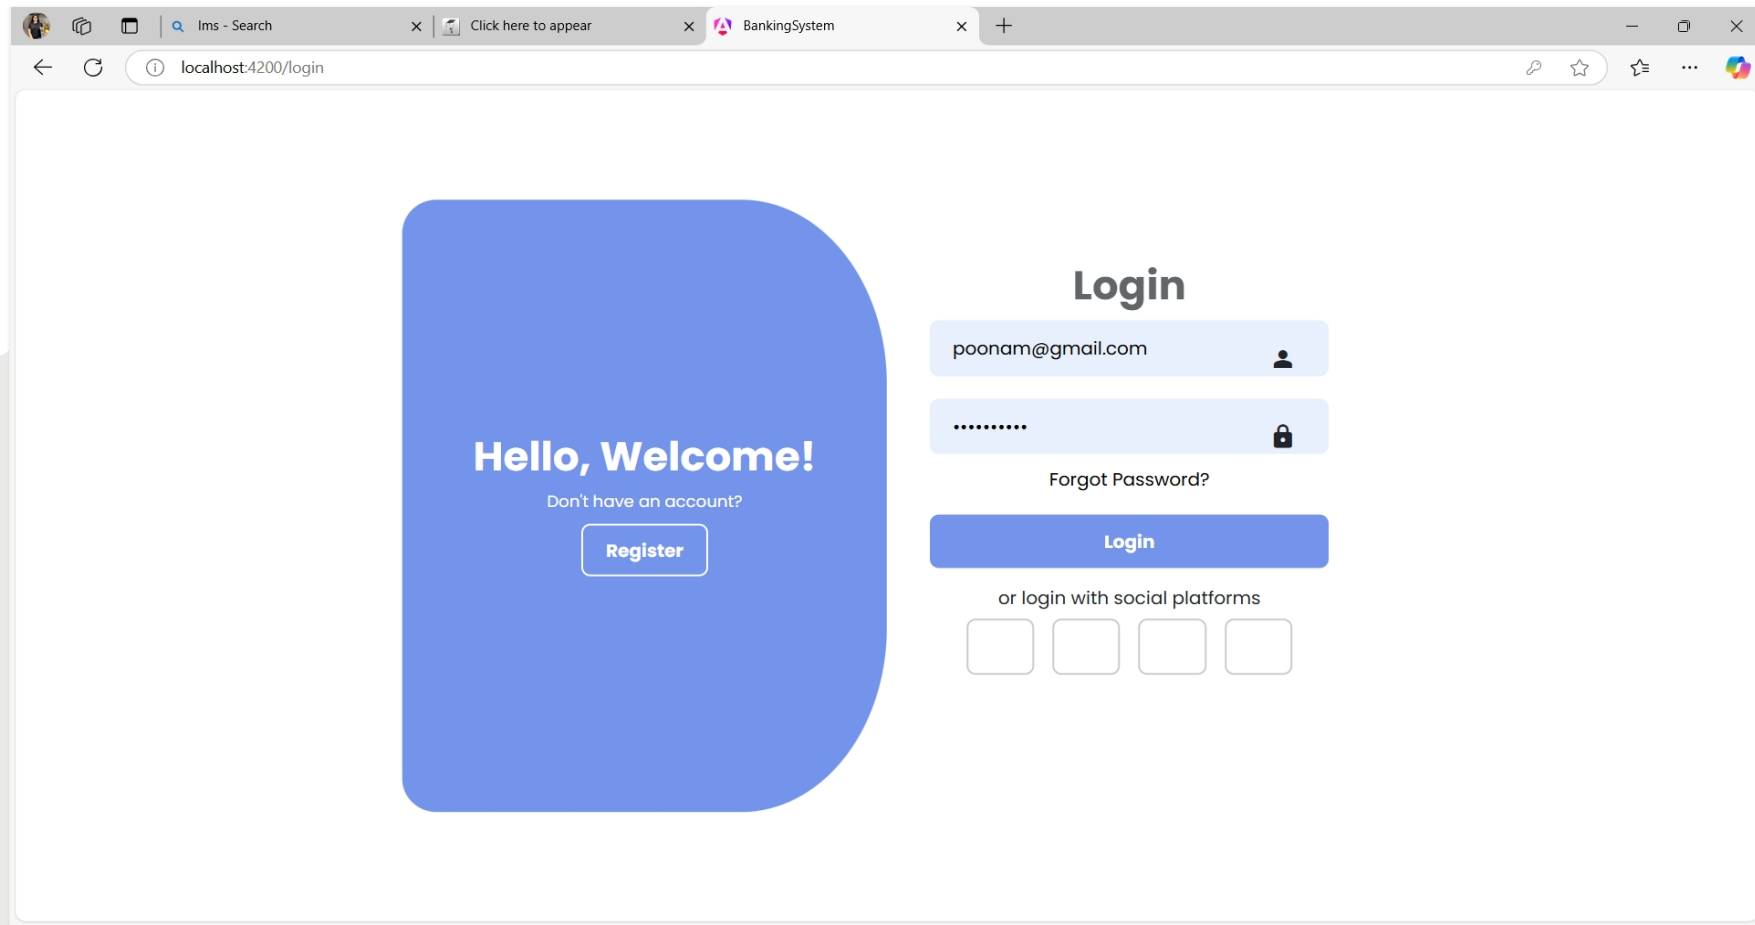 lms - Search
Click here to appear
BankingSystem
localhost:4200/login
Hello, Welcome!
Don't have an account?
Register
Login
poonam@gmail.com
••••••••••
Forgot Password?
Login
or login with social platforms